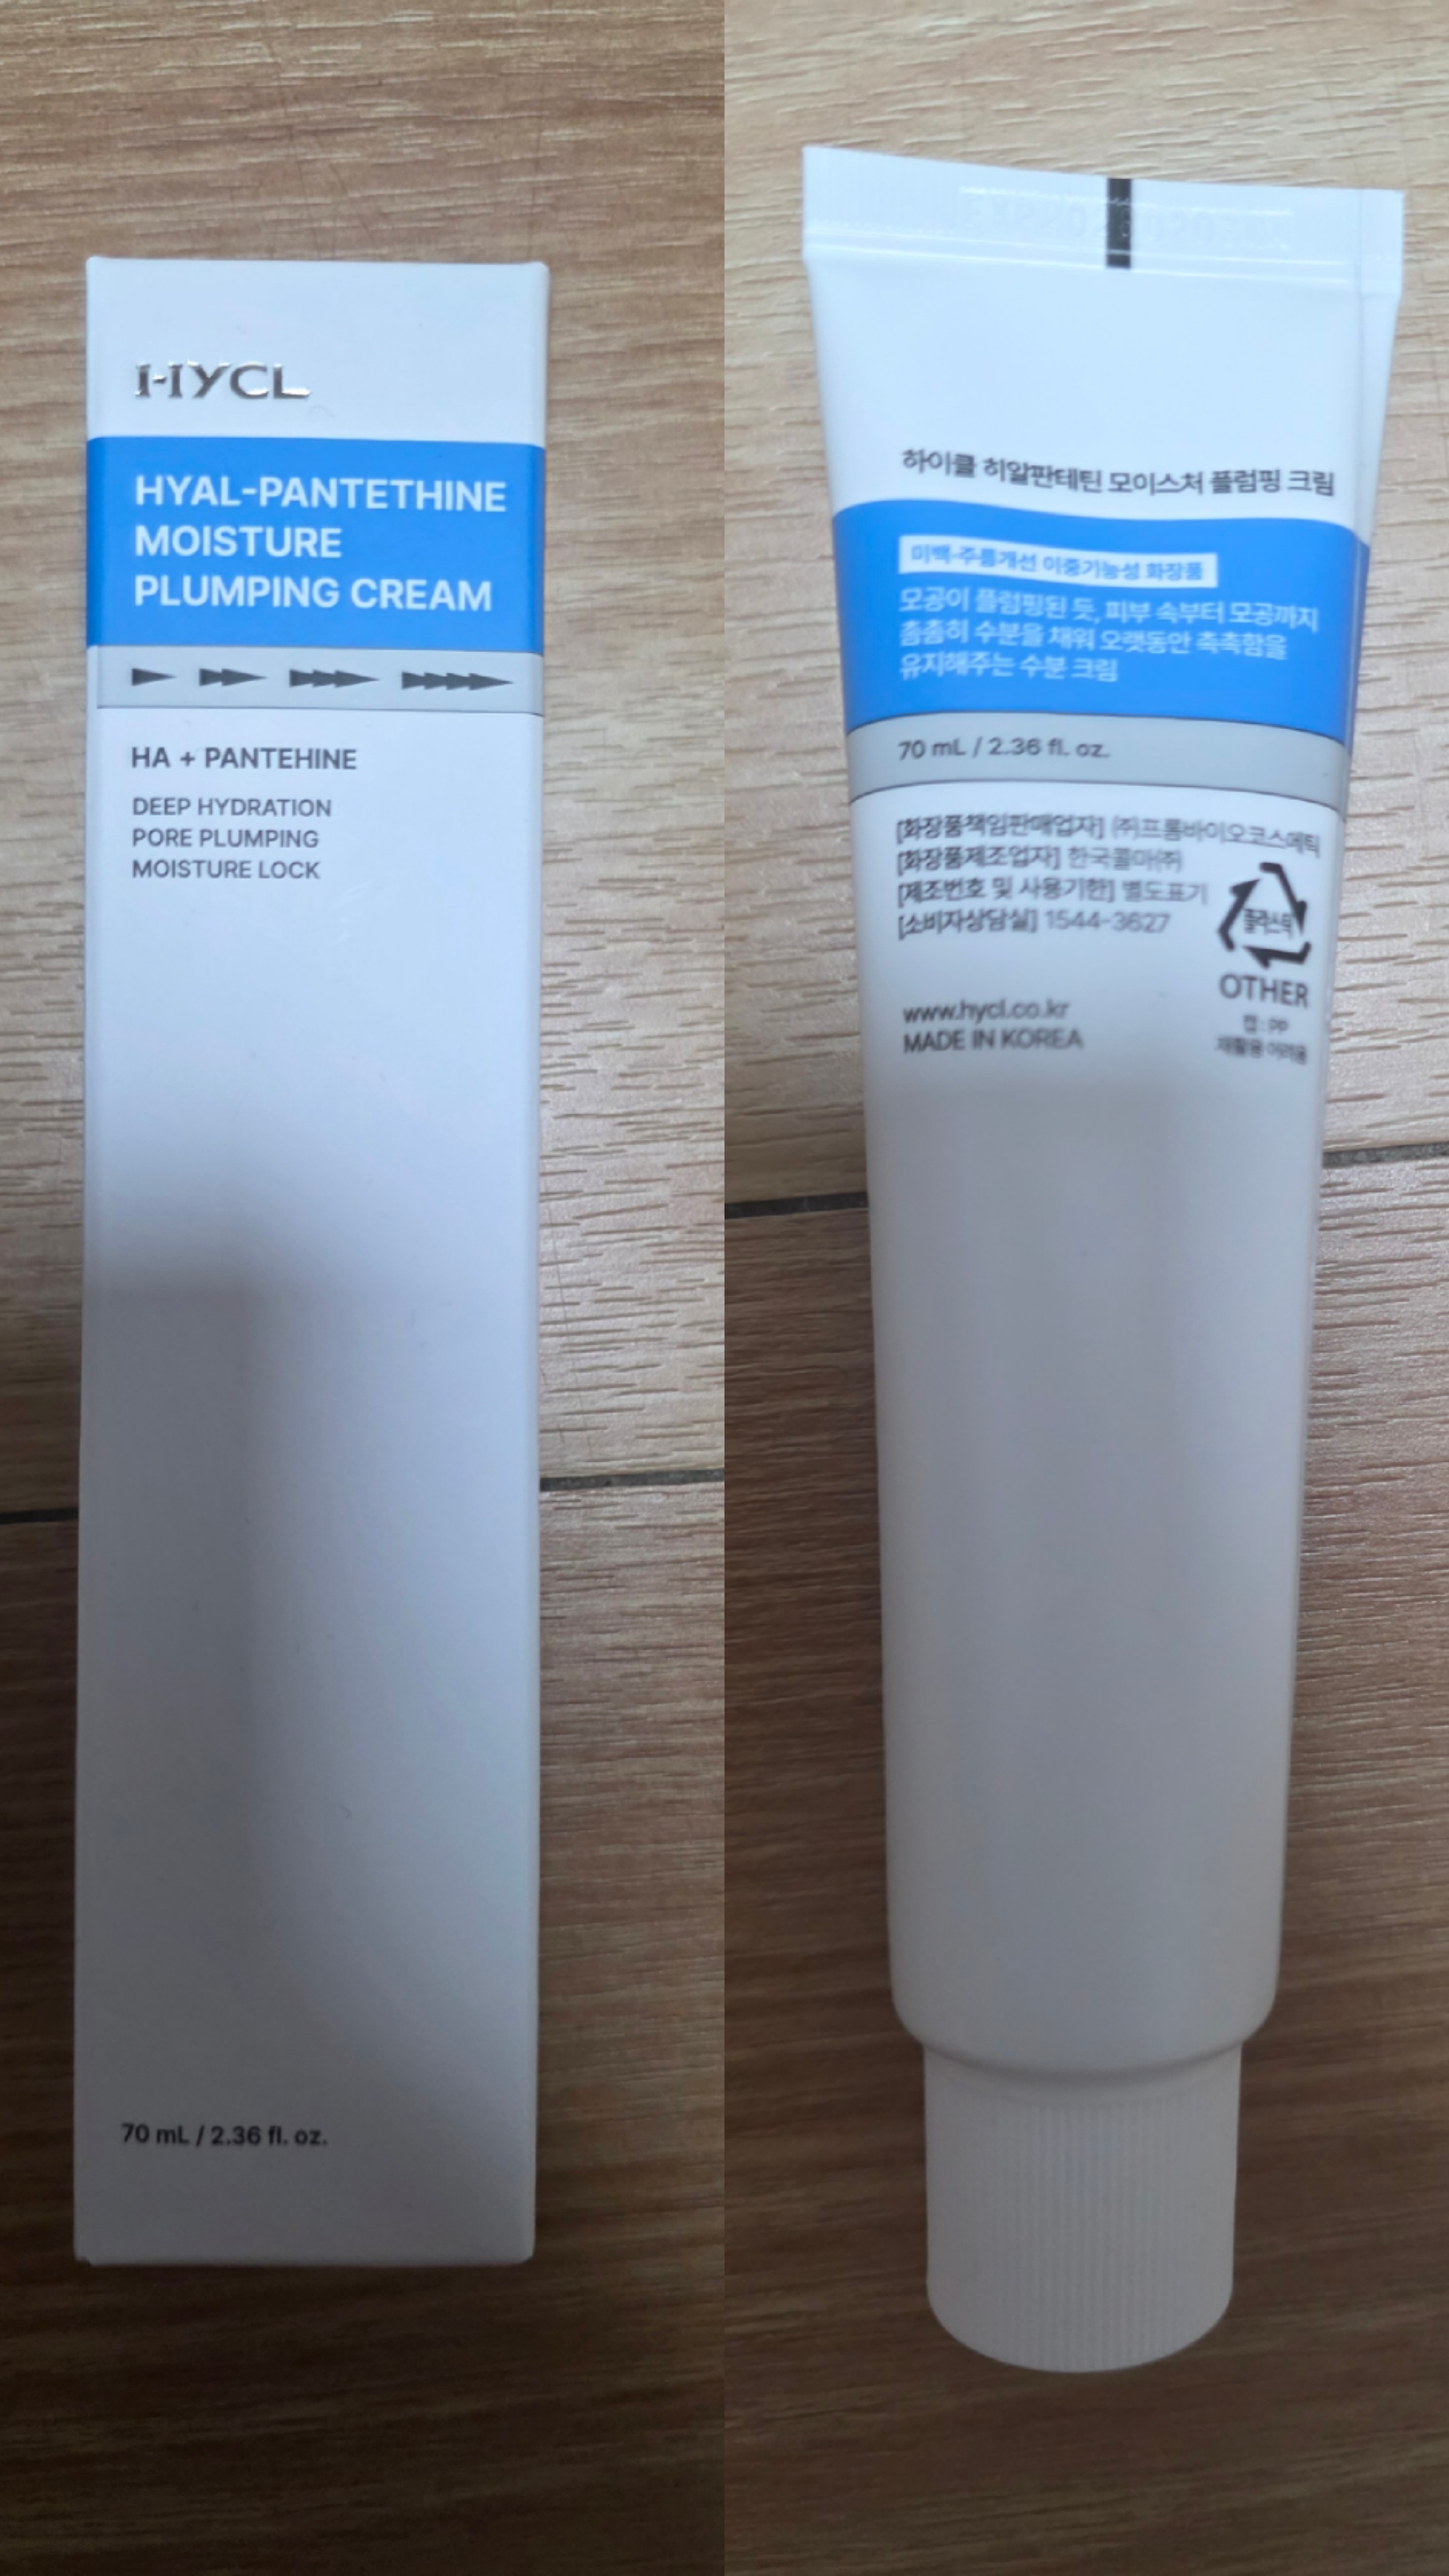 HYCL
HYAL-PANTETHINE
MOISTURE
PLUMPING CREAM
HA + PANTEHINE
DEEP HYDRATION
PORE PLUMPING
MOISTURE LOCK
70 mL / 2.36 fl. oz.
하이클 히알판테틴 모이스처 플럼핑 크림
미백·주름개선 이중기능성 화장품
모공이 플럼핑된 듯, 피부 속부터 모공까지
촘촘히 수분을 채워 오랫동안 촉촉함을
유지해주는 수분 크림
70 mL / 2.36 fl. oz.
[화장품책임판매업자] ㈜프롬바이오코스메틱
[화장품제조업자] 한국콜마㈜
[제조번호 및 사용기한] 별도표기
[소비자상담실] 1544-3627
플라스틱
OTHER
캡 : PP
재활용 어려움
www.hycl.co.kr
MADE IN KOREA